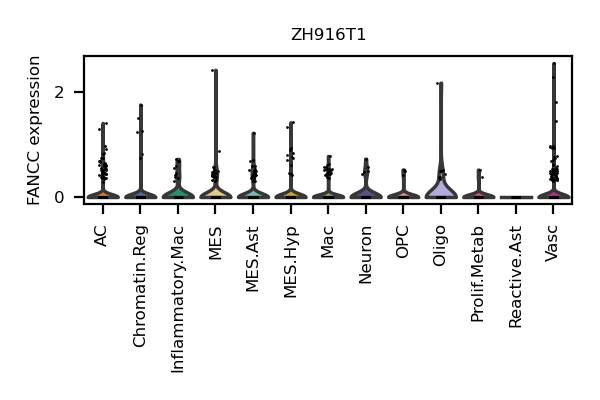 ZH916T1
FANCC expression
2
0
AC
Chromatin.Reg
Inflammatory.Mac
MES
MES.Ast
MES.Hyp
Mac
Neuron
OPC
Oligo
Prolif.Metab
Reactive.Ast
Vasc